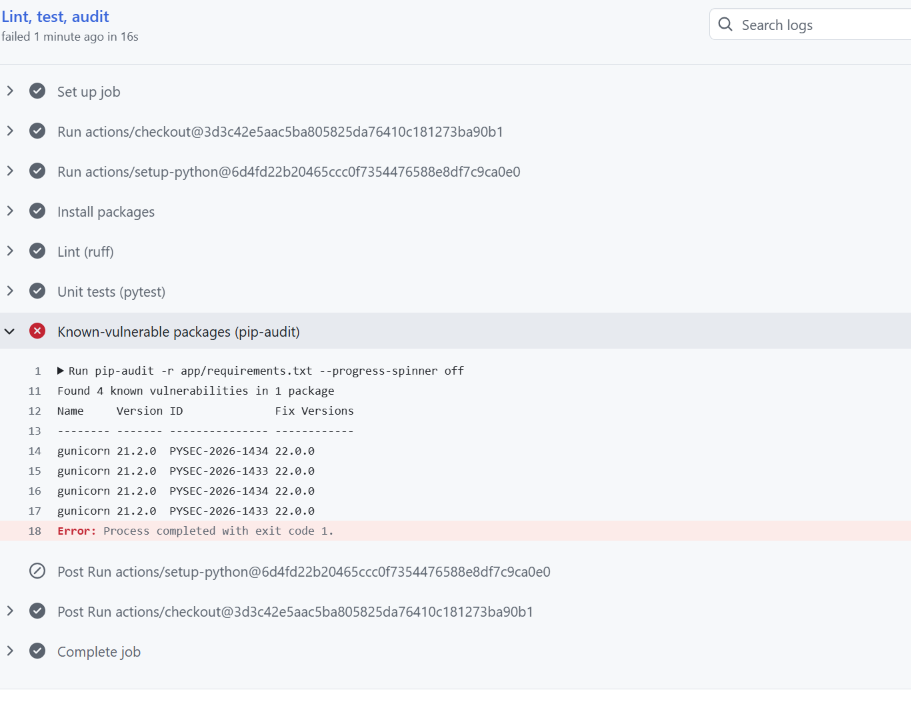 Lint, test, audit
failed 1 minute ago in 16s
Search logs
Set up job
Run actions/checkout@3d3c42e5aac5ba805825da76410c181273ba90b1
Run actions/setup-python@6d4fd22b20465ccc0f7354476588e8df7c9ca0e0
Install packages
Lint (ruff)
Unit tests (pytest)
Known-vulnerable packages (pip-audit)
1 Run pip-audit -r app/requirements.txt --progress-spinner off
11 Found 4 known vulnerabilities in 1 package
12 Name     Version ID              Fix Versions
13 -------- ------- --------------- ------------
14 gunicorn 21.2.0  PYSEC-2026-1434 22.0.0
15 gunicorn 21.2.0  PYSEC-2026-1433 22.0.0
16 gunicorn 21.2.0  PYSEC-2026-1434 22.0.0
17 gunicorn 21.2.0  PYSEC-2026-1433 22.0.0
18 Error: Process completed with exit code 1.
Post Run actions/setup-python@6d4fd22b20465ccc0f7354476588e8df7c9ca0e0
Post Run actions/checkout@3d3c42e5aac5ba805825da76410c181273ba90b1
Complete job